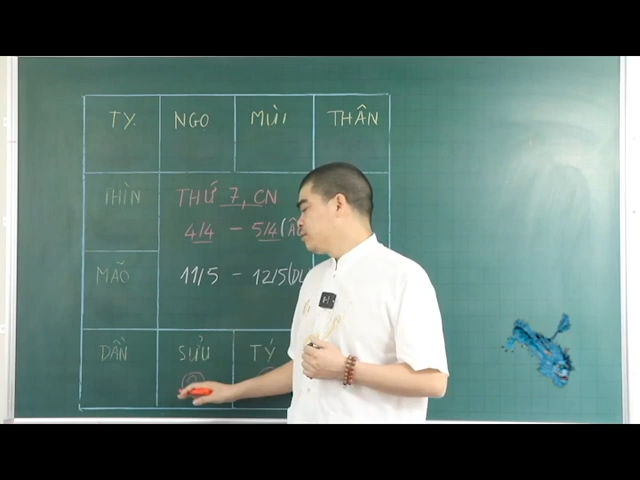 TỴ NGỌ MÙI THÂN
THÌN
THỨ 7, CN
4/4 - 5/4 (Â
MÃO
11/5 - 12/5 (DL
DẦN SỬU TÝ